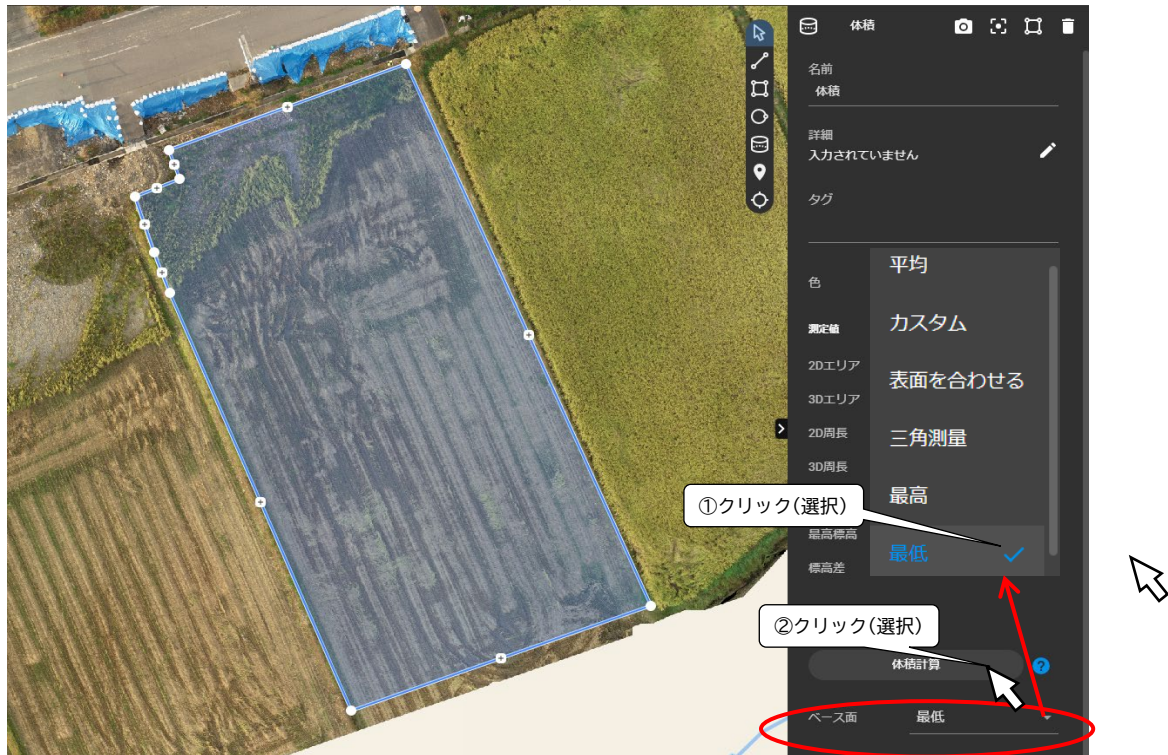 体積
名前
体積
詳細
入力されていません
タグ
色
測定値
2Dエリア
3Dエリア
2D周長
3D周長
最高標高
標高差
平均
カスタム
表面を合わせる
三角測量
最高
最低
①クリック(選択)
②クリック(選択)
体積計算
?
ベース面
最低